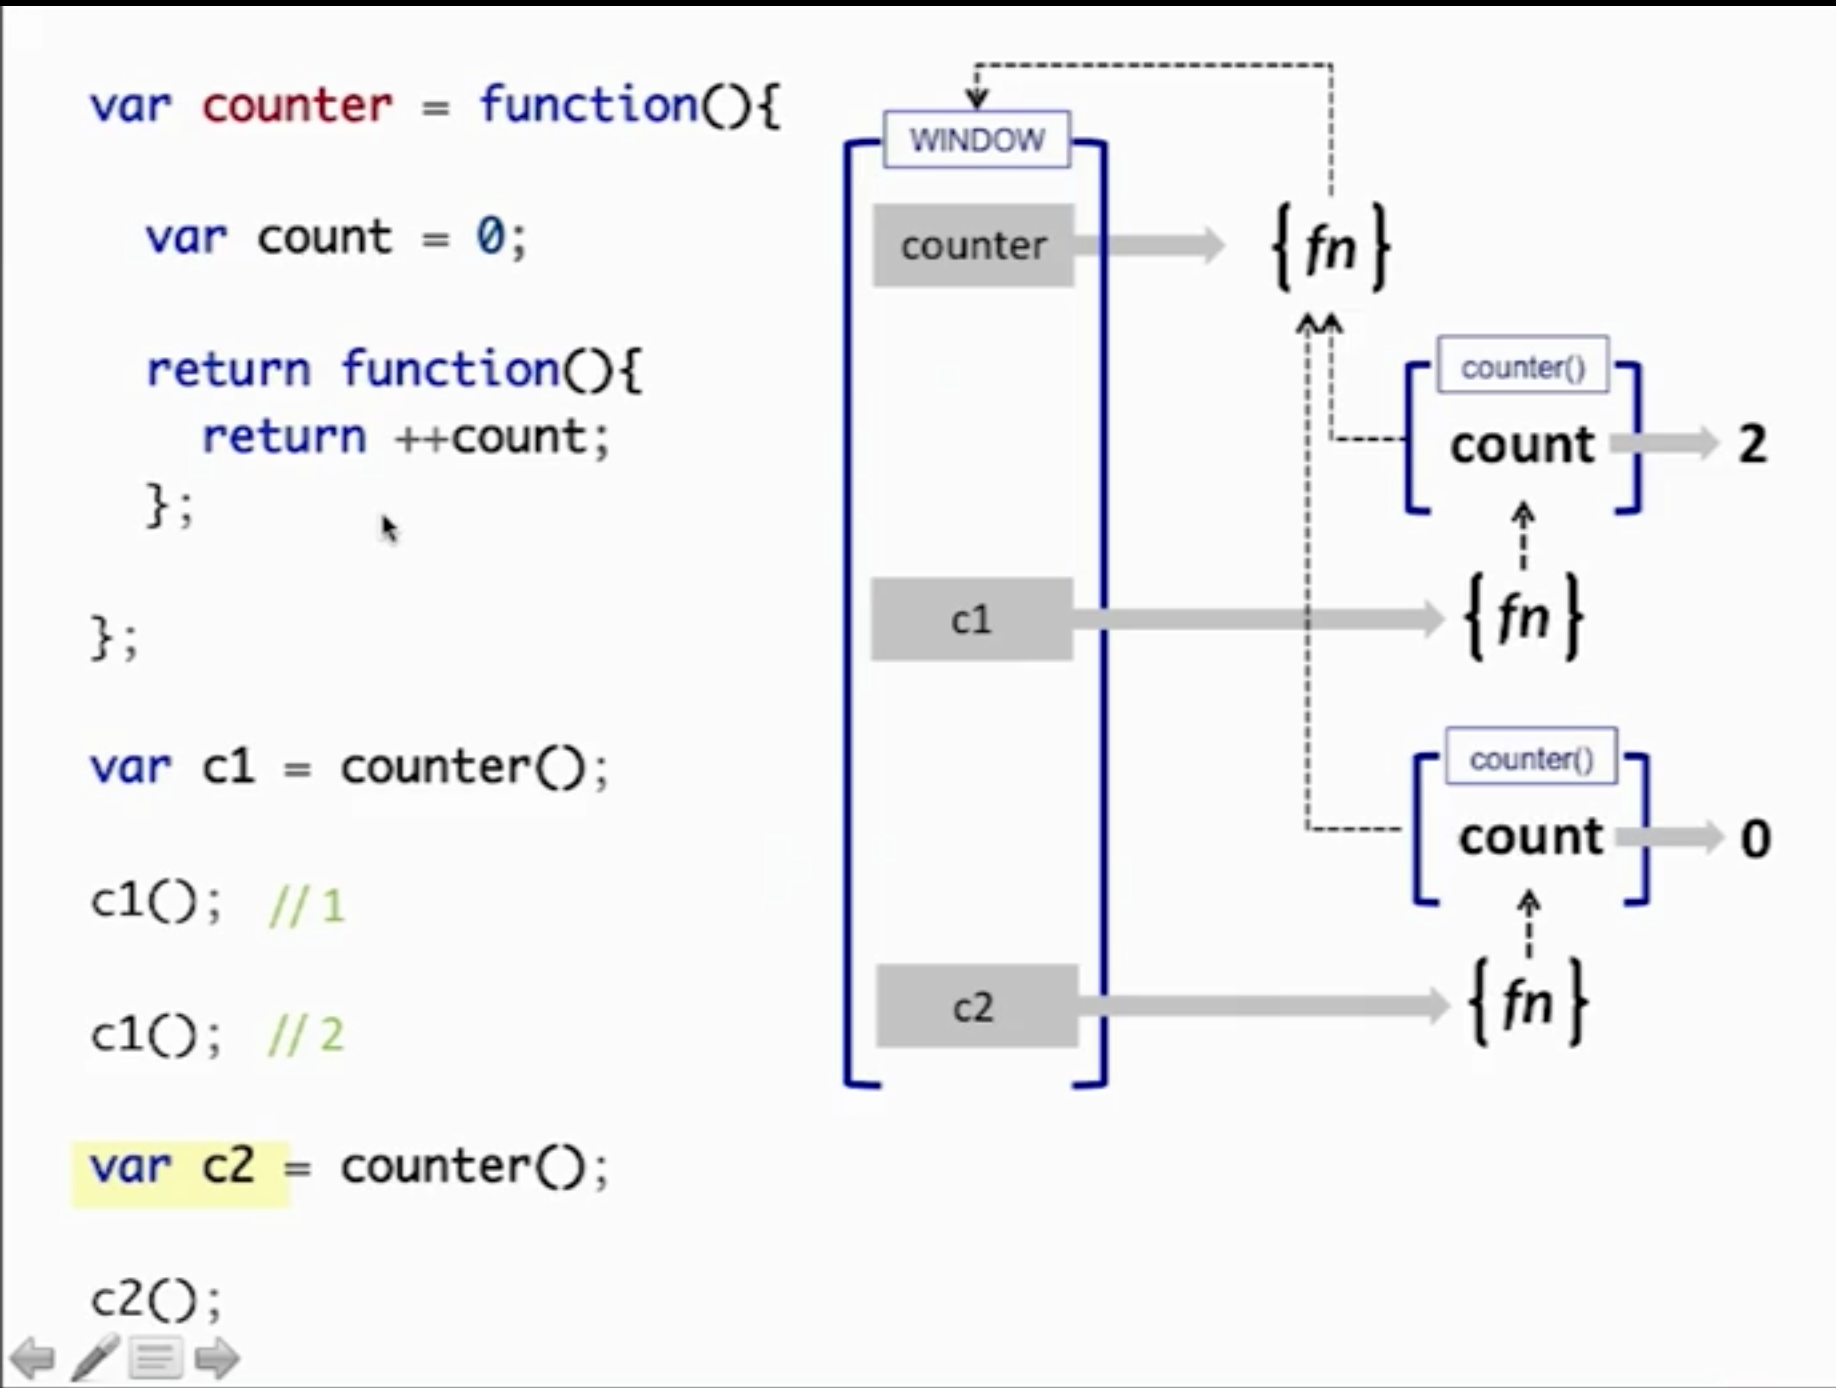 var counter = function(){
var count = 0;
return function(){
return ++count;
};
};
var c1 = counter();
c1(); //1
c1(); //2
var c2 = counter();
c2();
WINDOW
counter
{fn}
counter()
count
2
c1
{fn}
counter()
count
0
c2
{fn}